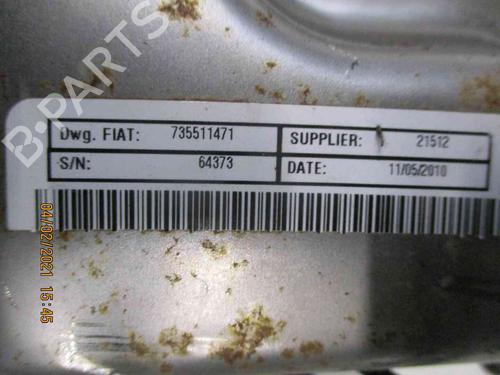 B-PARTS
Dwg. FIAT: 735511471 SUPPLIER: 21512
S/N: 64373 DATE: 11/05/2010
04/02/2021 15:45